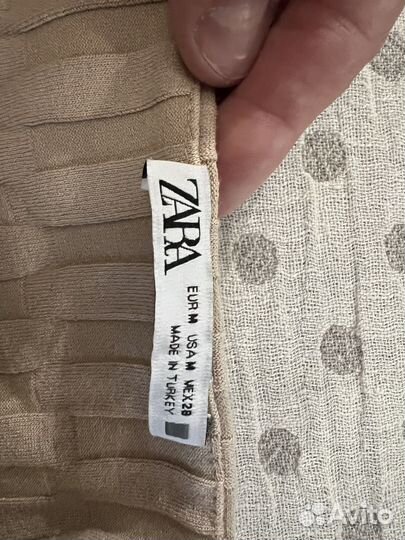 ZARA
EUR M USA M MEX 28
MADE IN TURKEY
Avito